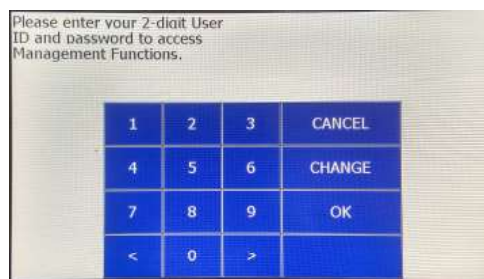 Please enter your 2-digit User
ID and password to access
Management Functions.
1 2 3 CANCEL
4 5 6 CHANGE
7 8 9 OK
< 0 >